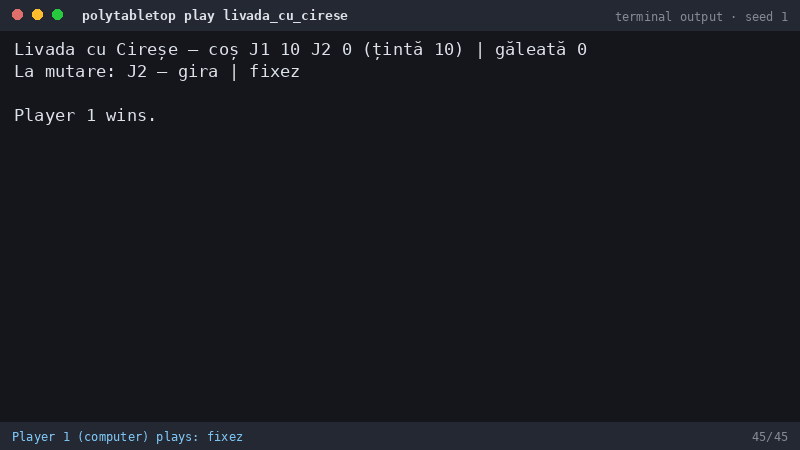 polytabletop play livada_cu_cirese
terminal output · seed 1
Livada cu Cireșe — coș J1 10 J2 0 (țintă 10) | găleată 0
La mutare: J2 — gira | fixez
Player 1 wins.
Player 1 (computer) plays: fixez
45/45